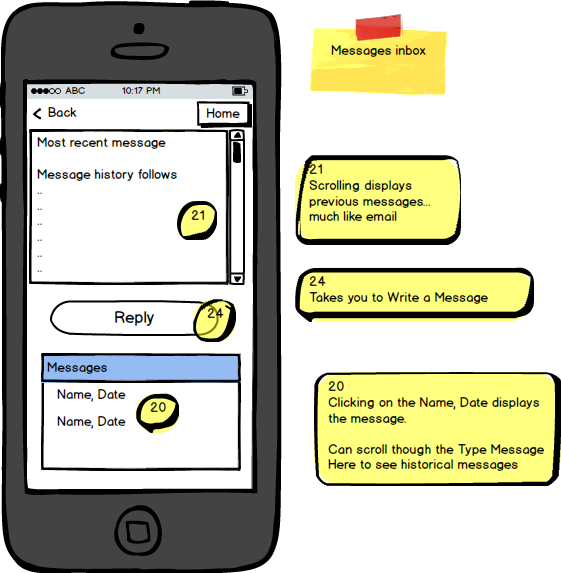 Messages inbox
ABC 10:17 PM
Back
Home
Most recent message
Message history follows
..
..
..
..
..
..
21
Reply
24
Messages
Name, Date
Name, Date
20
21
Scrolling displays
previous messages...
much like email
24
Takes you to Write a Message
20
Clicking on the Name, Date displays
the message.
Can scroll though the Type Message
Here to see historical messages